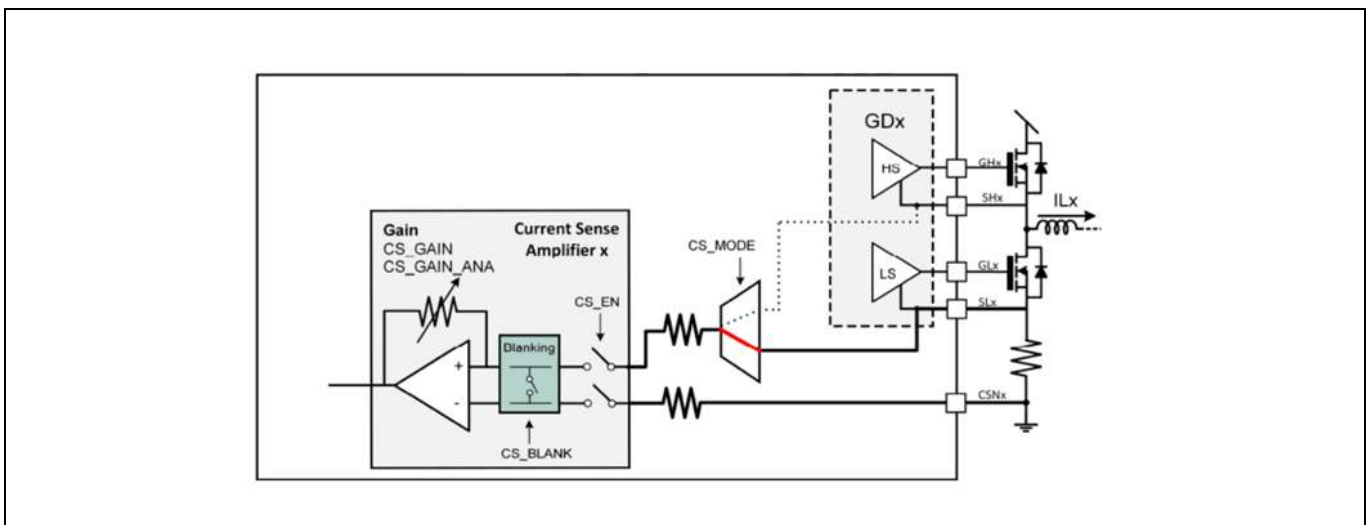 GDx
HS
GHx
SHx
ILx
Gain
CS_GAIN
CS_GAIN_ANA
Current Sense
Amplifier x
CS_EN
CS_MODE
LS
GLx
SLx
Blanking
+
-
CS_BLANK
CSNx